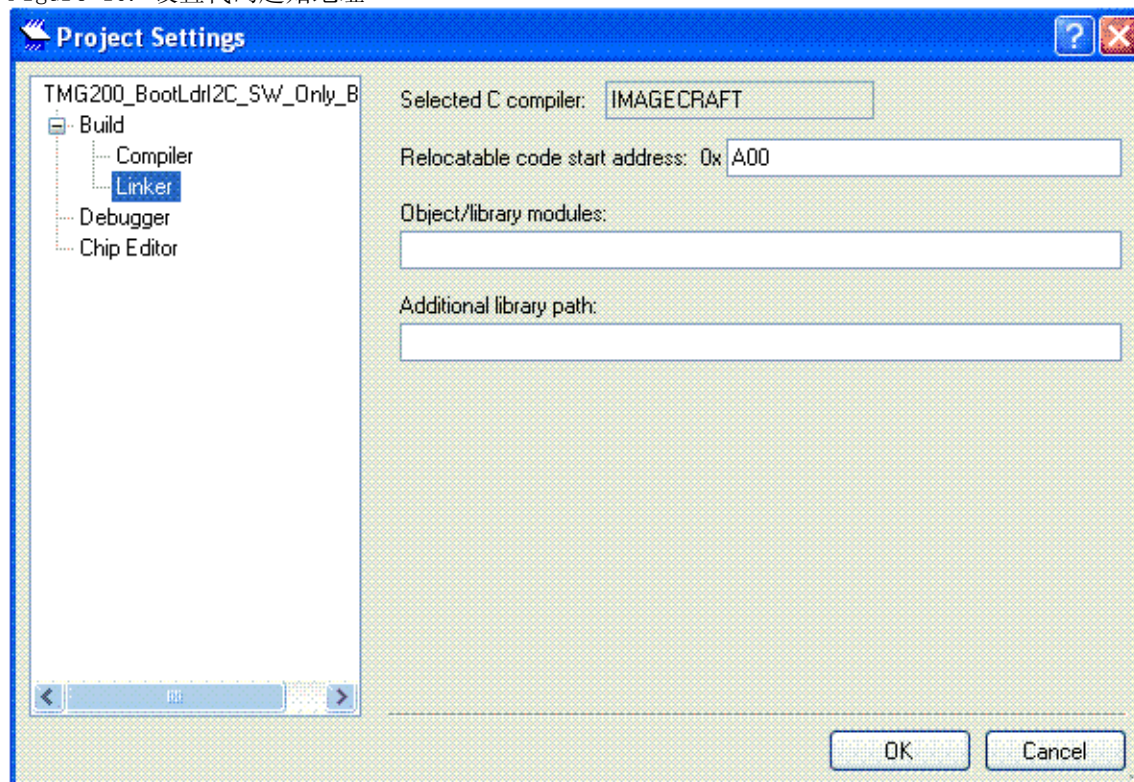 Project Settings
TMG200_BootLdrI2C_SW_Only_B
Build
Compiler
Linker
Debugger
Chip Editor
Selected C compiler: IMAGECRAFT
Relocatable code start address: 0x A00
Object/library modules:
Additional library path:
OK
Cancel